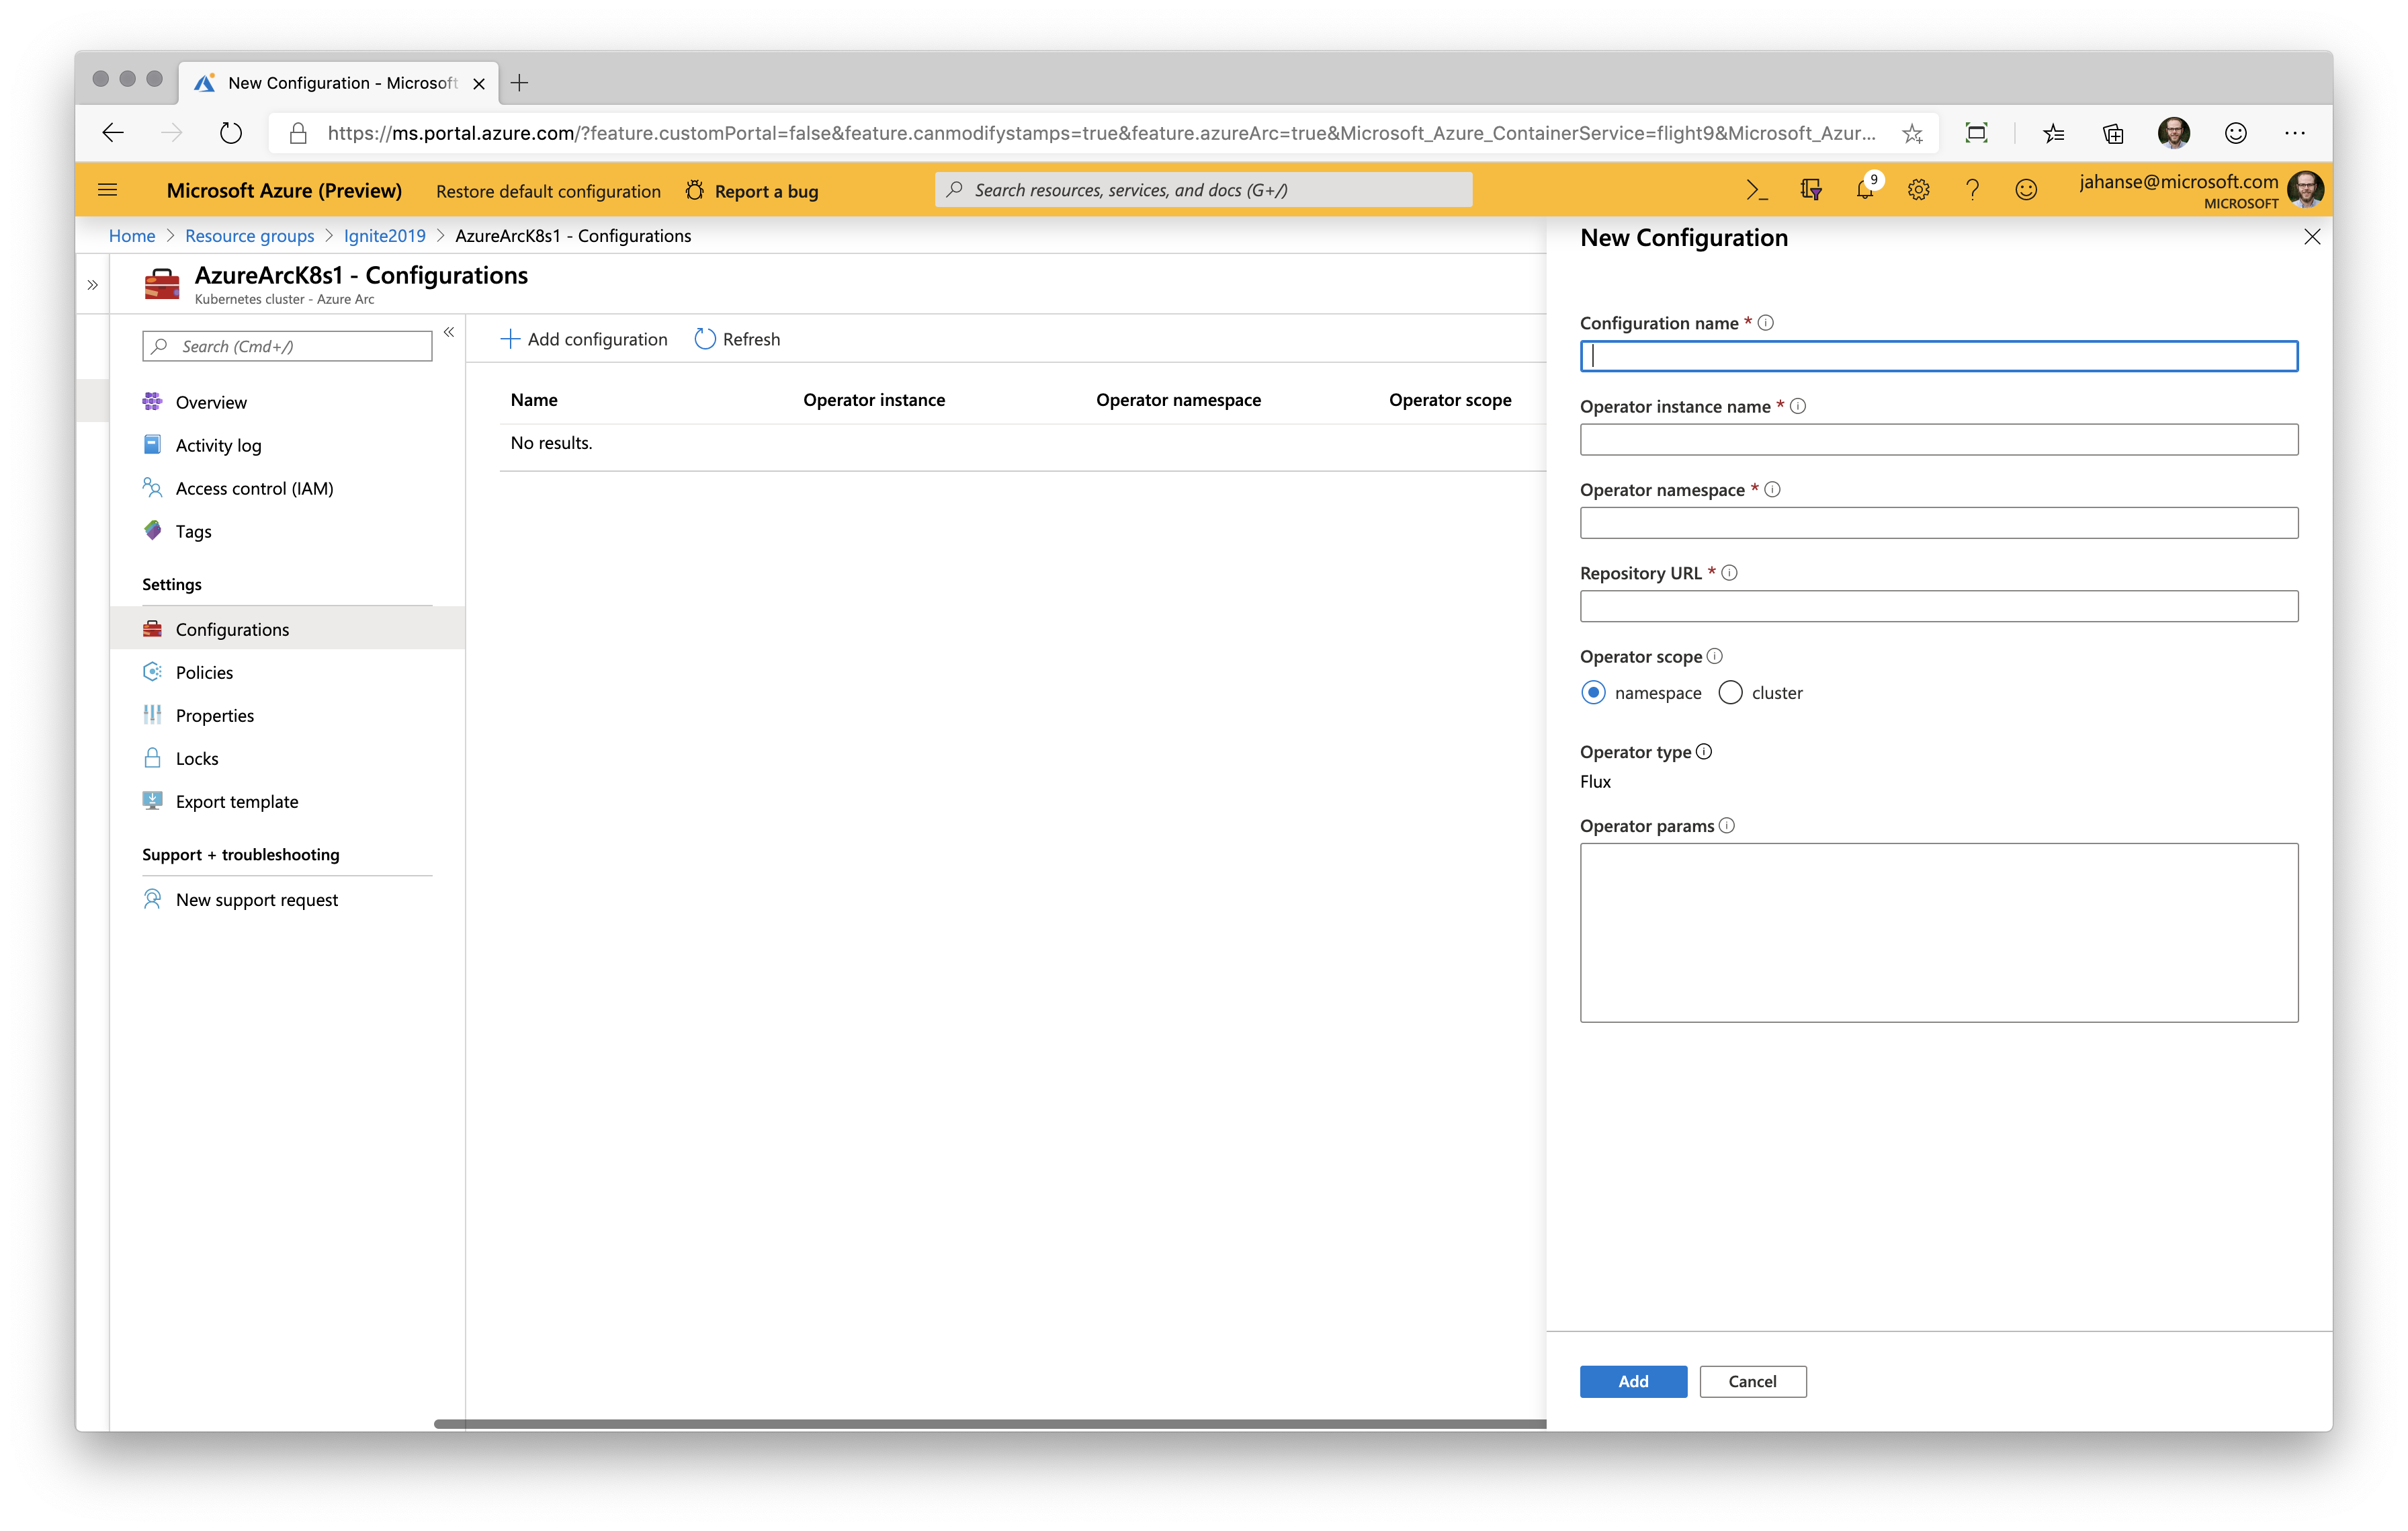 New Configuration - Microsoft
https://ms.portal.azure.com/?feature.customPortal=false&feature.canmodifystamps=true&feature.azureArc=true&Microsoft_Azure_ContainerService=flight9&Microsoft_Azur...
Microsoft Azure (Preview) Restore default configuration Report a bug Search resources, services, and docs (G+/) 9 jahanse@microsoft.com
MICROSOFT
Home > Resource groups > Ignite2019 > AzureArcK8s1 - Configurations
AzureArcK8s1 - Configurations
Kubernetes cluster - Azure Arc
Search (Cmd+/)
Overview
Activity log
Access control (IAM)
Tags
Settings
Configurations
Policies
Properties
Locks
Export template
Support + troubleshooting
New support request
Add configuration Refresh
Name Operator instance Operator namespace Operator scope
No results.
New Configuration
Configuration name *
Operator instance name *
Operator namespace *
Repository URL *
Operator scope
namespace cluster
Operator type
Flux
Operator params
Add Cancel